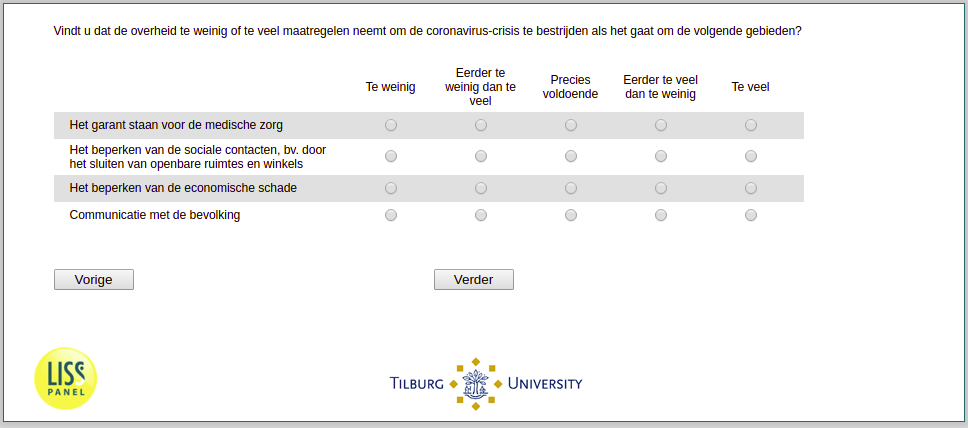 Vindt u dat de overheid te weinig of te veel maatregelen neemt om de coronavirus-crisis te bestrijden als het gaat om de volgende gebieden?
Te weinig
Eerder te
weinig dan te
veel
Precies
voldoende
Eerder te veel
dan te weinig
Te veel
Het garant staan voor de medische zorg
Het beperken van de sociale contacten, bv. door
het sluiten van openbare ruimtes en winkels
Het beperken van de economische schade
Communicatie met de bevolking
Vorige
Verder
LISS
PANEL
TILBURG UNIVERSITY